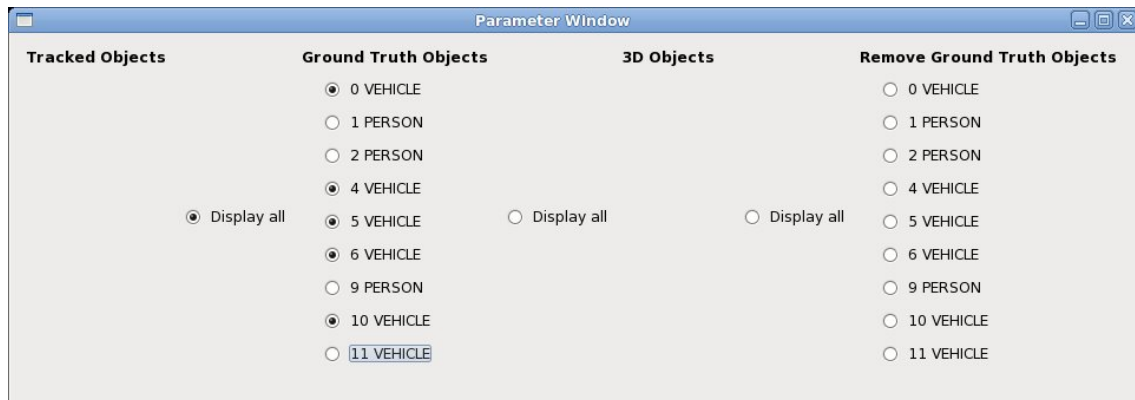 Parameter Window
Tracked Objects Ground Truth Objects 3D Objects Remove Ground Truth Objects
0 VEHICLE 0 VEHICLE
1 PERSON 1 PERSON
2 PERSON 2 PERSON
4 VEHICLE 4 VEHICLE
Display all Display all Display all
5 VEHICLE 5 VEHICLE
6 VEHICLE 6 VEHICLE
9 PERSON 9 PERSON
10 VEHICLE 10 VEHICLE
11 VEHICLE 11 VEHICLE